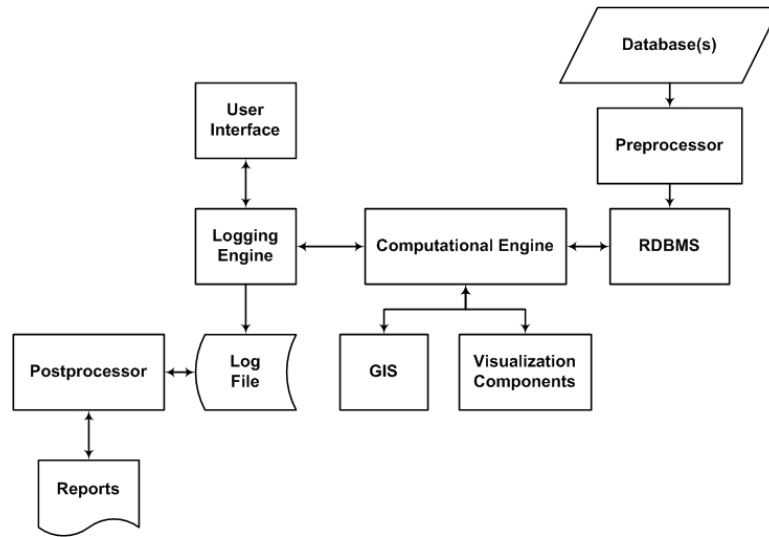 Database(s)
User
Interface
Preprocessor
Logging
Engine
Computational Engine
RDBMS
Postprocessor
Log
File
GIS
Visualization
Components
Reports